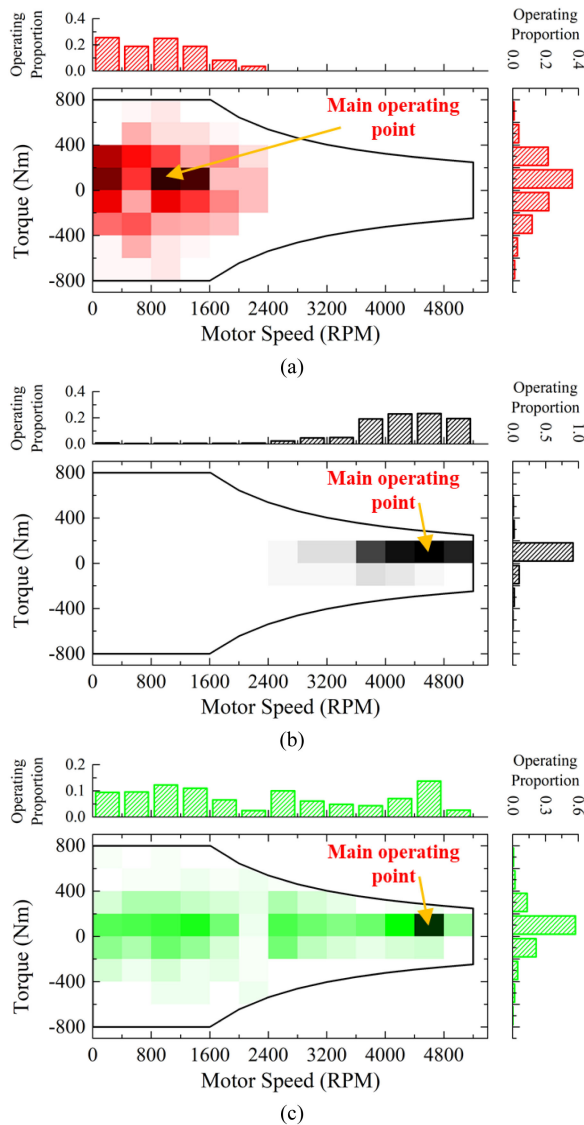 Operating
Proportion
0.4
0.2
0.0
Operating
Proportion
0.0
0.2
0.4
800
400
0
-400
-800
Torque (Nm)
Main operating
point
0 800 1600 2400 3200 4000 4800
Motor Speed (RPM)
(a)
Operating
Proportion
0.4
0.2
0.0
Operating
Proportion
0.0
0.5
1.0
800
400
0
-400
-800
Torque (Nm)
Main operating
point
0 800 1600 2400 3200 4000 4800
Motor Speed (RPM)
(b)
Operating
Proportion
0.2
0.1
0.0
Operating
Proportion
0.0
0.3
0.6
800
400
0
-400
-800
Torque (Nm)
Main operating
point
0 800 1600 2400 3200 4000 4800
Motor Speed (RPM)
(c)